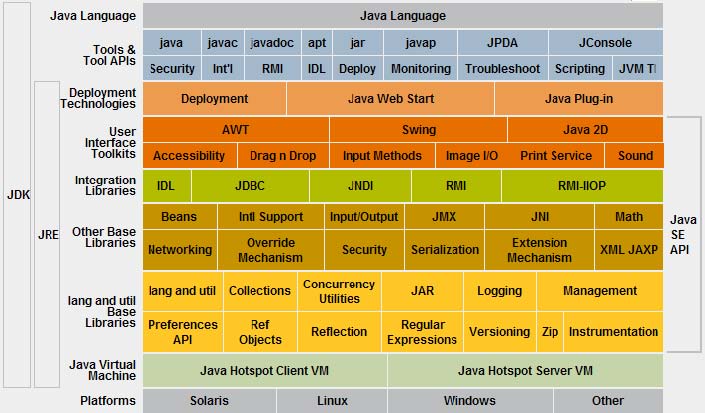 Java Language Java Language
Tools & Tool APIs
java javac javadoc apt jar javap JPDA JConsole
Security Int'l RMI IDL Deploy Monitoring Troubleshoot Scripting JVM TI
Deployment Technologies
Deployment Java Web Start Java Plug-in
User Interface Toolkits
AWT Swing Java 2D
Accessibility Drag n Drop Input Methods Image I/O Print Service Sound
Integration Libraries
IDL JDBC JNDI RMI RMI-IIOP
Other Base Libraries
Beans Intl Support Input/Output JMX JNI Math
Networking Override Mechanism Security Serialization Extension Mechanism XML JAXP
lang and util Base Libraries
lang and util Collections Concurrency Utilities JAR Logging Management
Preferences API Ref Objects Reflection Regular Expressions Versioning Zip Instrumentation
Java Virtual Machine
Java Hotspot Client VM Java Hotspot Server VM
Platforms Solaris Linux Windows Other
JDK
JRE
Java SE API